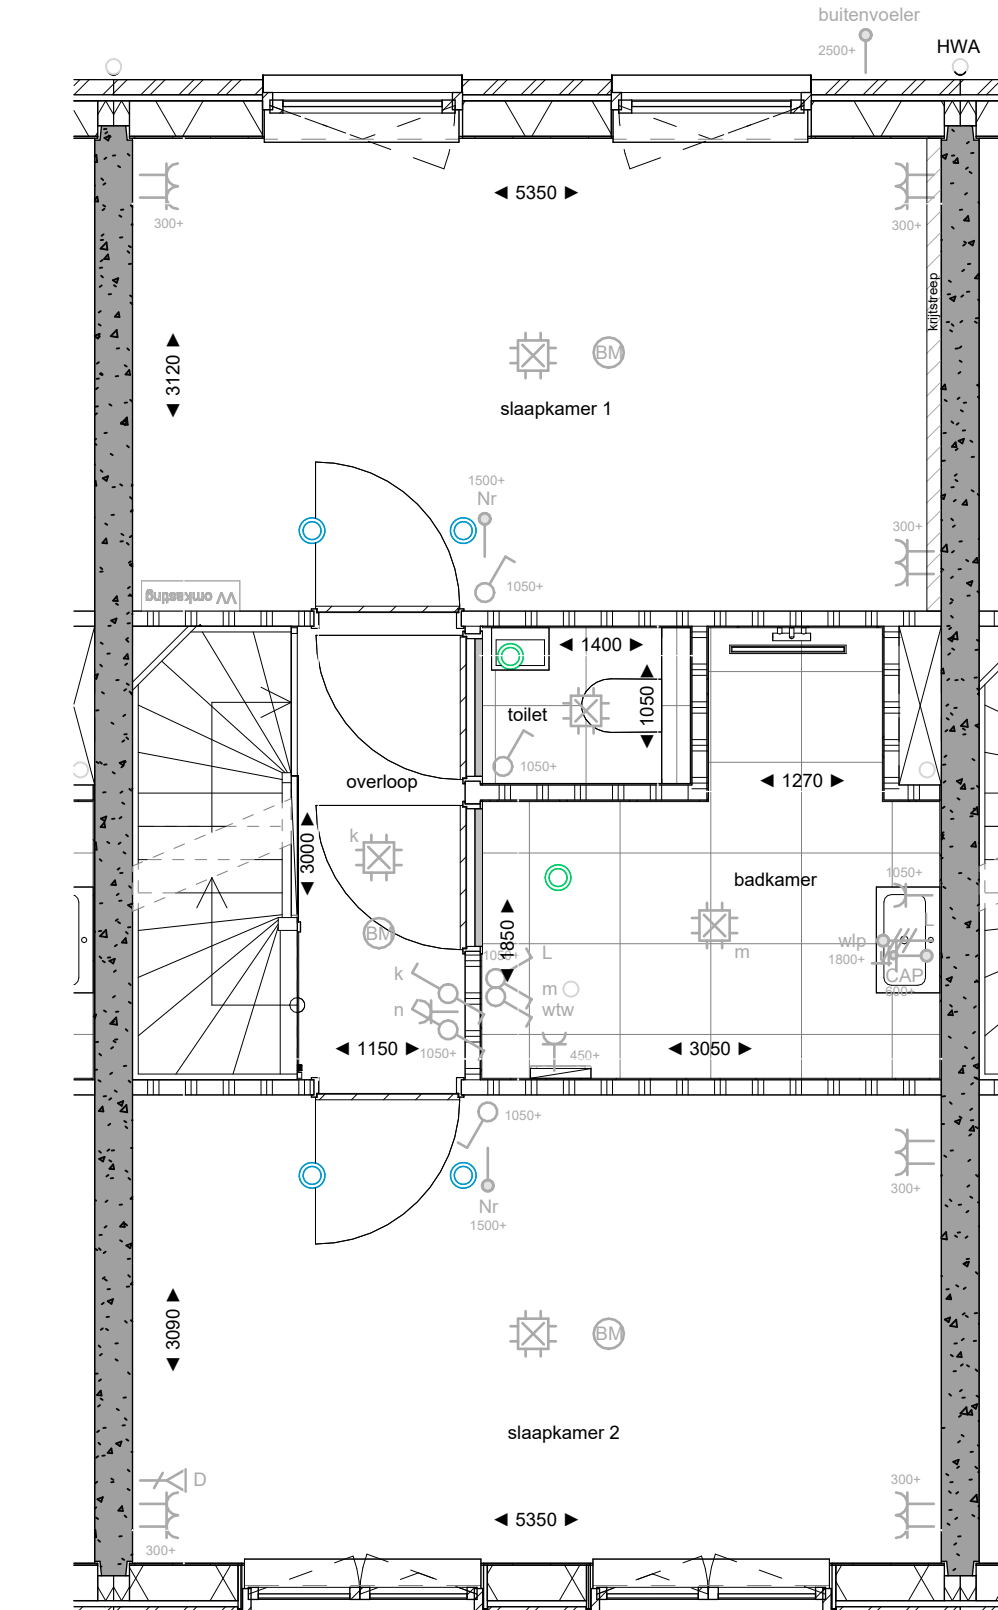 buitenvoeler
2500+
HWA
5350
300+
300+
krijtstreep
3120
BM
slaapkamer 1
1500+
Nr
300+
1050+
VV omkasting
1400
1050
toilet
1050+
overloop
1270
3000
k
badkamer
1050+
BM
1850
L
wlp
1800+
m
1050+
CAP
600+
k
m
n
wtw
1150
1050+
450+
3050
1050+
300+
Nr
1500+
3090
BM
slaapkamer 2
D
300+
5350
300+